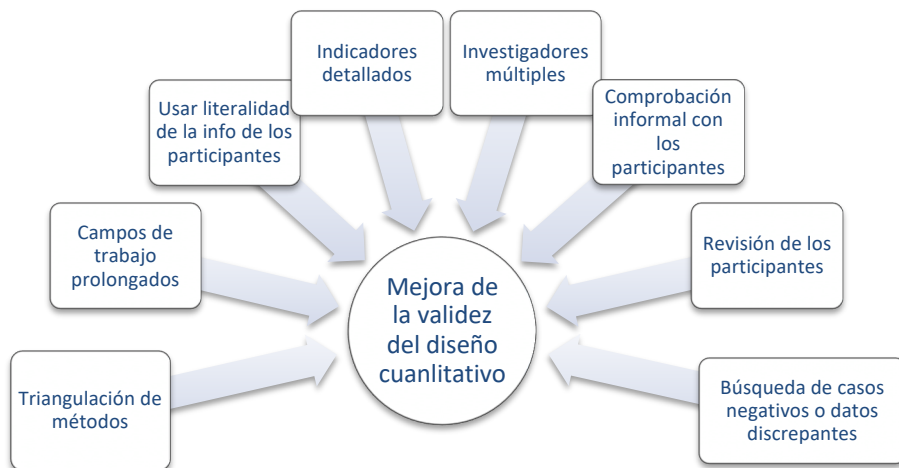 Indicadores
detallados
Investigadores
múltiples
Usar literalidad
de la info de los
participantes
Comprobación
informal con
los
participantes
Campos de
trabajo
prolongados
Revisión de los
participantes
Mejora de
la validez
del diseño
cuanlitativo
Triangulación de
métodos
Búsqueda de casos
negativos o datos
discrepantes